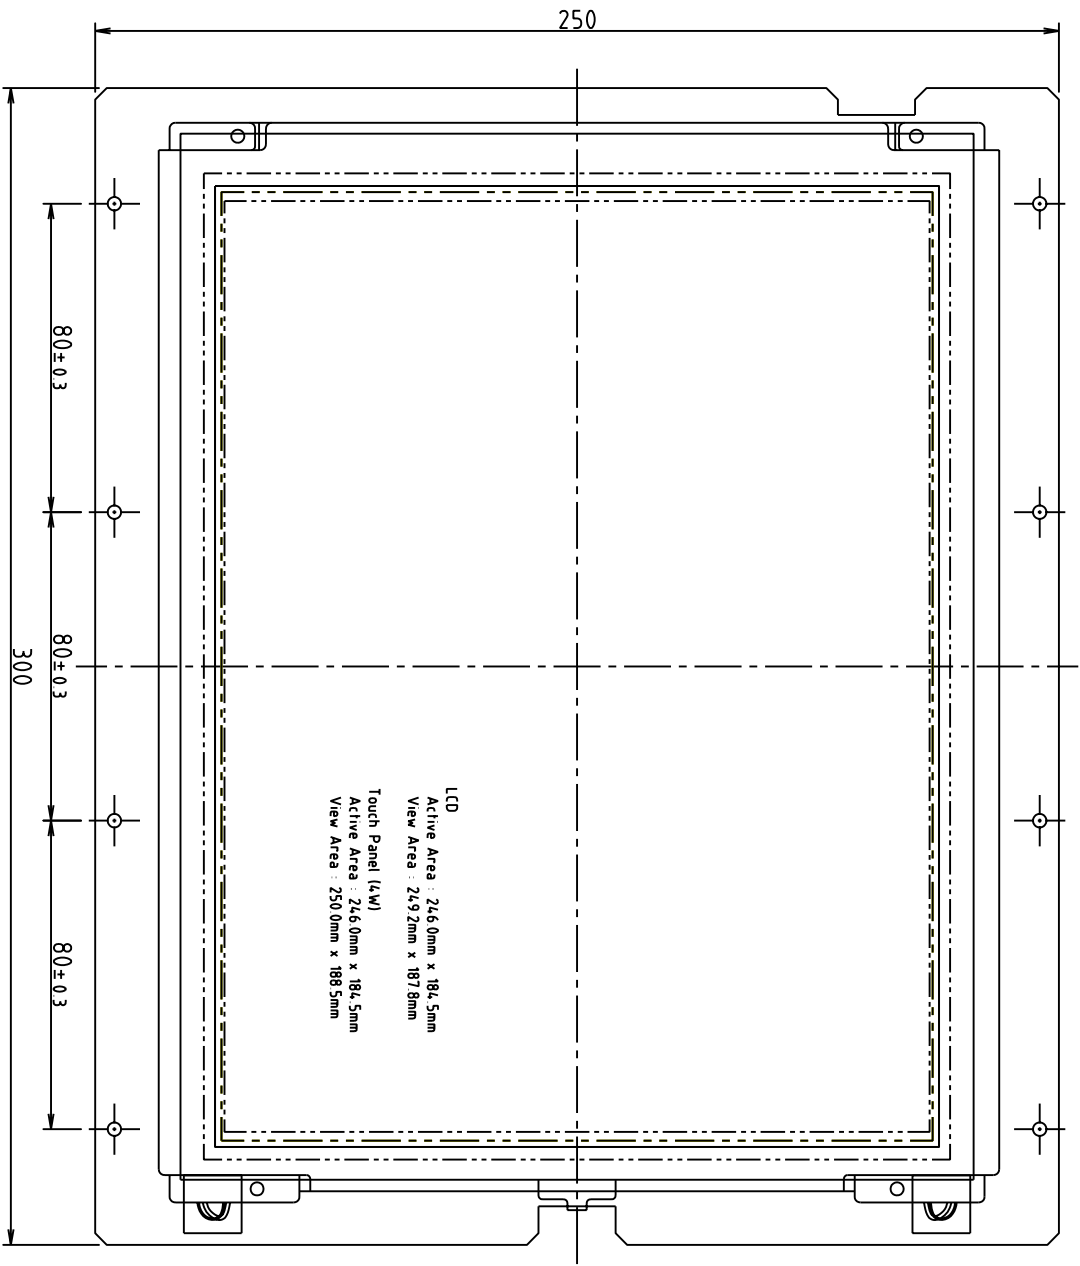 250
300
80±0.3
80±0.3
80±0.3
LCD
Active Area : 246.0mm x 184.5mm
View Area : 249.2mm x 187.8mm
Touch Panel (4W)
Active Area : 246.0mm x 184.5mm
View Area : 250.0mm x 188.5mm